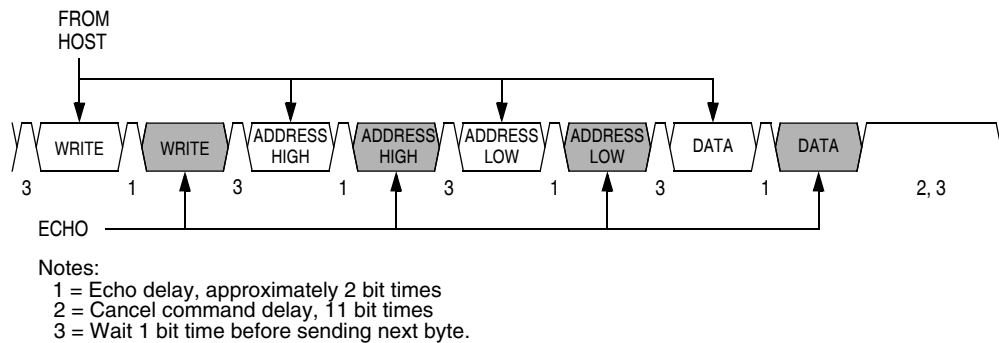 FROM
HOST
WRITE
WRITE
ADDRESS
HIGH
ADDRESS
HIGH
ADDRESS
LOW
ADDRESS
LOW
DATA
DATA
3 1 3 1 3 1 3 1 2, 3
ECHO
Notes:
1 = Echo delay, approximately 2 bit times
2 = Cancel command delay, 11 bit times
3 = Wait 1 bit time before sending next byte.